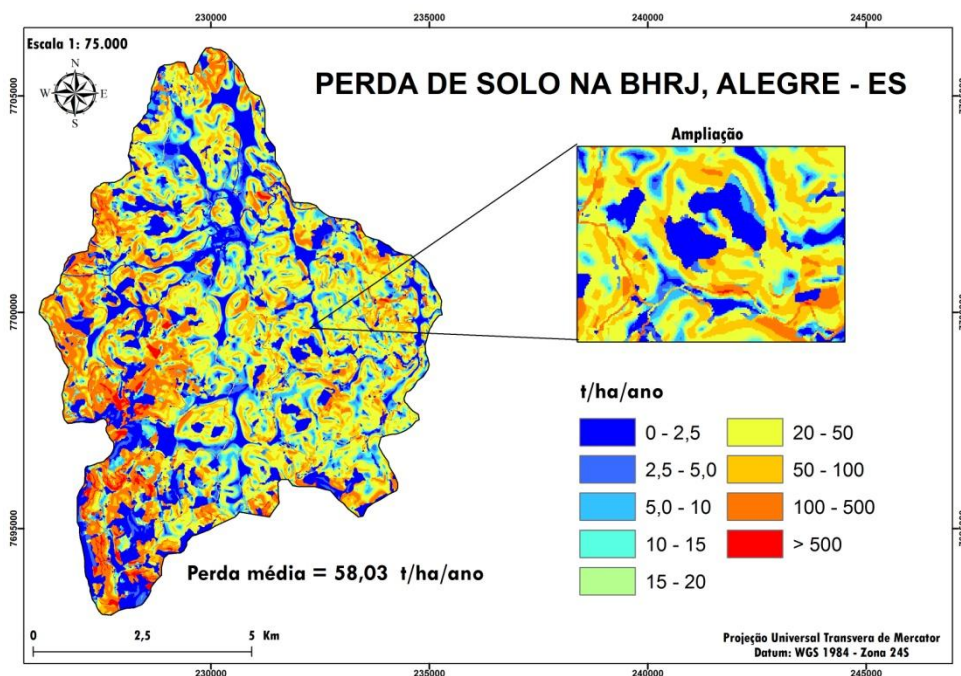 230000 235000 240000 245000
Escala 1: 75.000
N
W E
S
PERDA DE SOLO NA BHRJ, ALEGRE - ES
Ampliação
7705000
7700000
7695000
t/ha/ano
0 - 2,5
2,5 - 5,0
5,0 - 10
10 - 15
15 - 20
20 - 50
50 - 100
100 - 500
> 500
Perda média = 58,03 t/ha/ano
0 2,5 5 Km
Projeção Universal Transvera de Mercator
Datum: WGS 1984 - Zona 24S
230000 235000 240000 245000